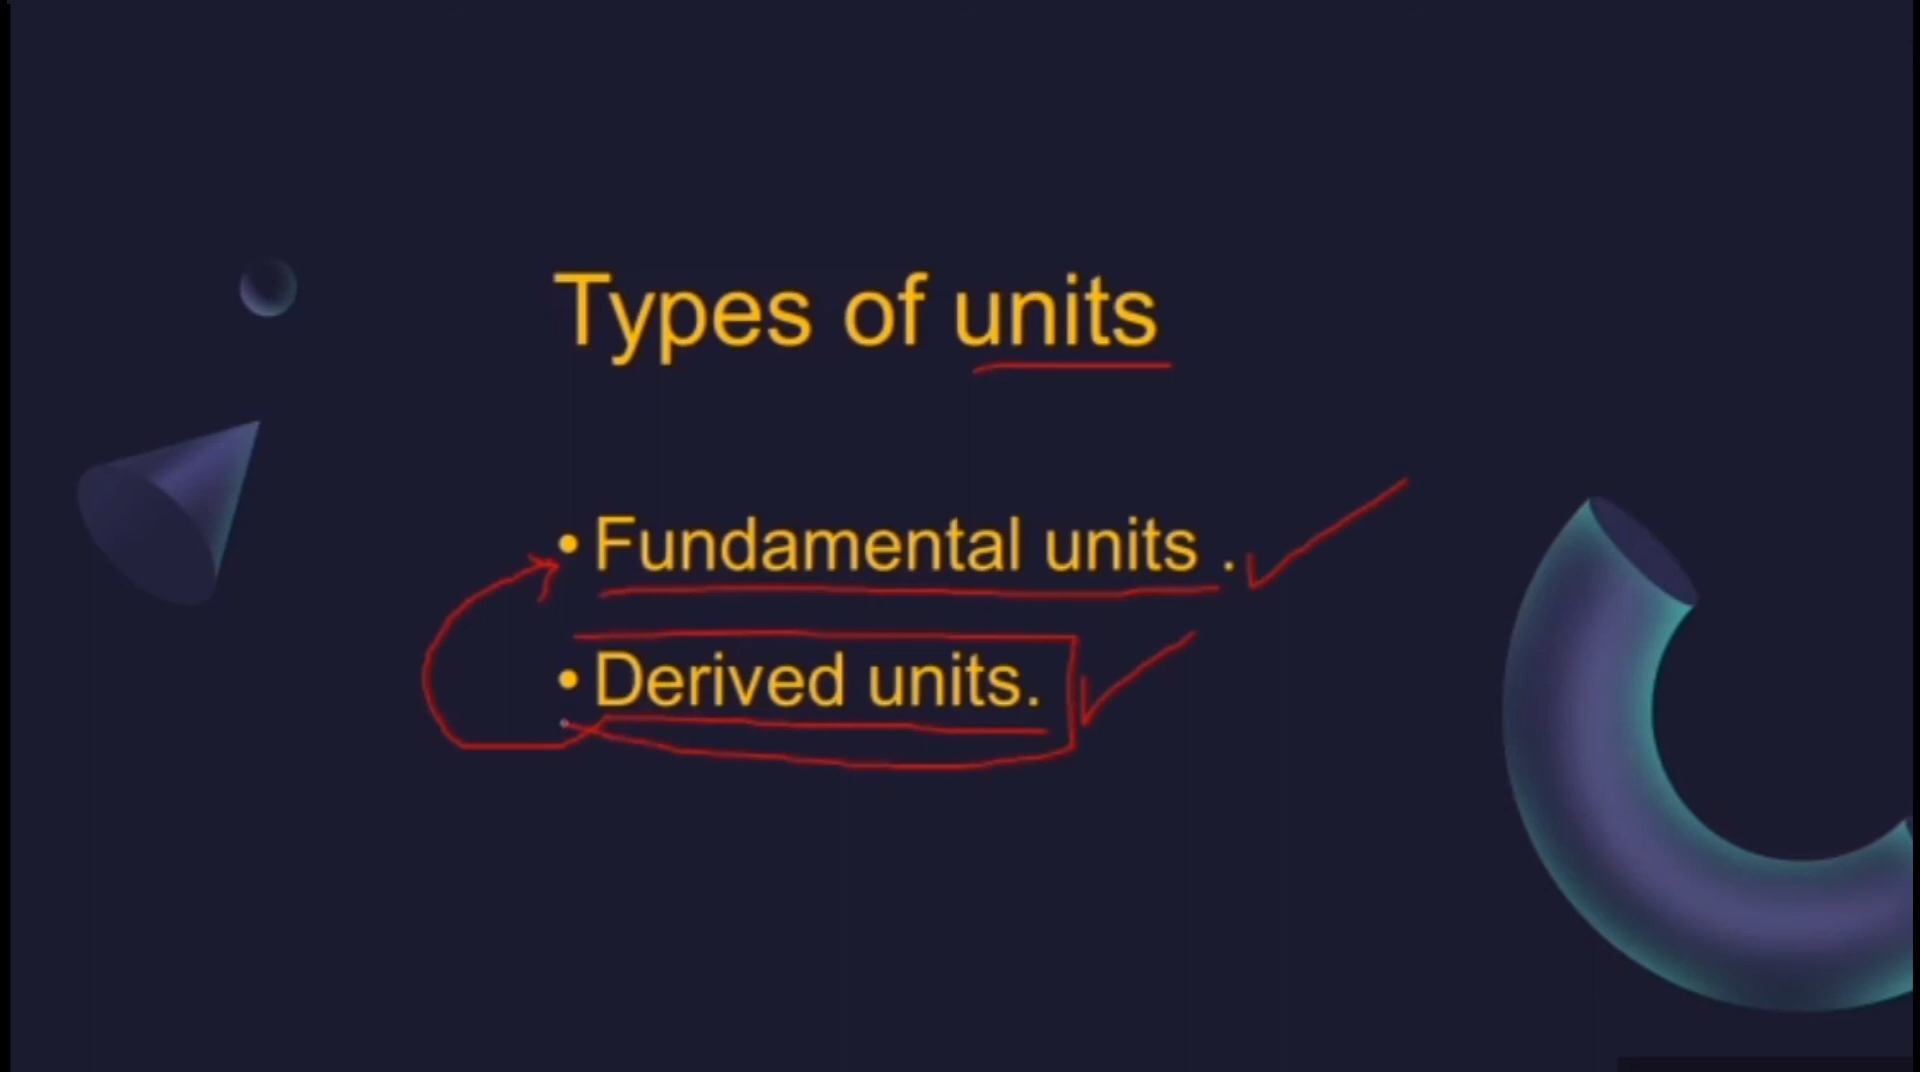 Types of units
• Fundamental units .
• Derived units.